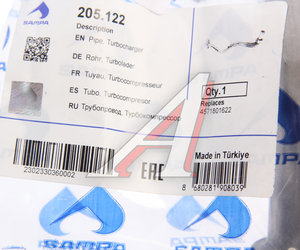 SAMPA
205.122
Description
EN Pipe, Turbocharger
DE Rohr, Turbolader
FR Tuyau, Turbocompresseur
ES Tubo, Turbocompresor
RU Трубопровод, Турбокомпрессор
Qty. 1
Replaces
4571801622
2302330360002
EAC
Made in Türkiye
8 680281 908039
SAMPA